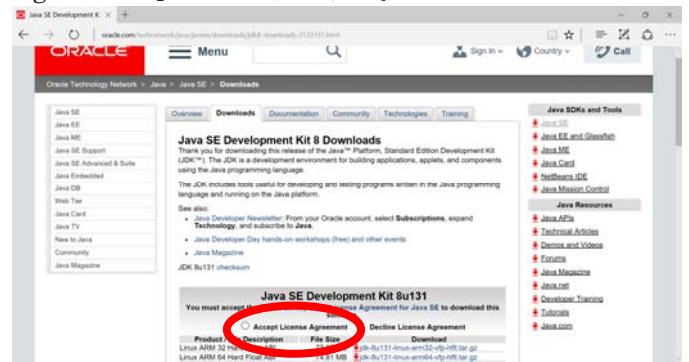 Java SE Development K
oracle.com/technetwork/java/javase/downloads/jdk8-downloads-2133151.html
ORACLE
Menu
Sign In
Country
Call
Oracle Technology Network > Java > Java SE > Downloads
Java SE
Java EE
Java ME
Java SE Support
Java SE Advanced & Suite
Java Embedded
Java DB
Web Tier
Java Card
Java TV
New to Java
Community
Java Magazine
Overview Downloads Documentation Community Technologies Training
Java SE Development Kit 8 Downloads
Thank you for downloading this release of the Java™ Platform, Standard Edition Development Kit
(JDK™). The JDK is a development environment for building applications, applets, and components
using the Java programming language.
The JDK includes tools useful for developing and testing programs written in the Java programming
language and running on the Java platform.
See also:
Java Developer Newsletter: From your Oracle account, select Subscriptions, expand
Technology, and subscribe to Java.
Java Developer Day hands-on workshops (free) and other events
Java Magazine
JDK 8u131 checksum
Java SE Development Kit 8u131
You must accept the License Agreement for Java SE to download this
Accept License Agreement Decline License Agreement
Product Description File Size Download
Linux ARM 32 Hard Float ABI jdk-8u131-linux-arm32-vfp-hflt.tar.gz
Linux ARM 64 Hard Float ABI 74.81 MB jdk-8u131-linux-arm64-vfp-hflt.tar.gz
Java SDKs and Tools
Java SE
Java EE and Glassfish
Java ME
Java Card
NetBeans IDE
Java Mission Control
Java Resources
Java APIs
Technical Articles
Demos and Videos
Forums
Java Magazine
Java.net
Developer Training
Tutorials
Java.com